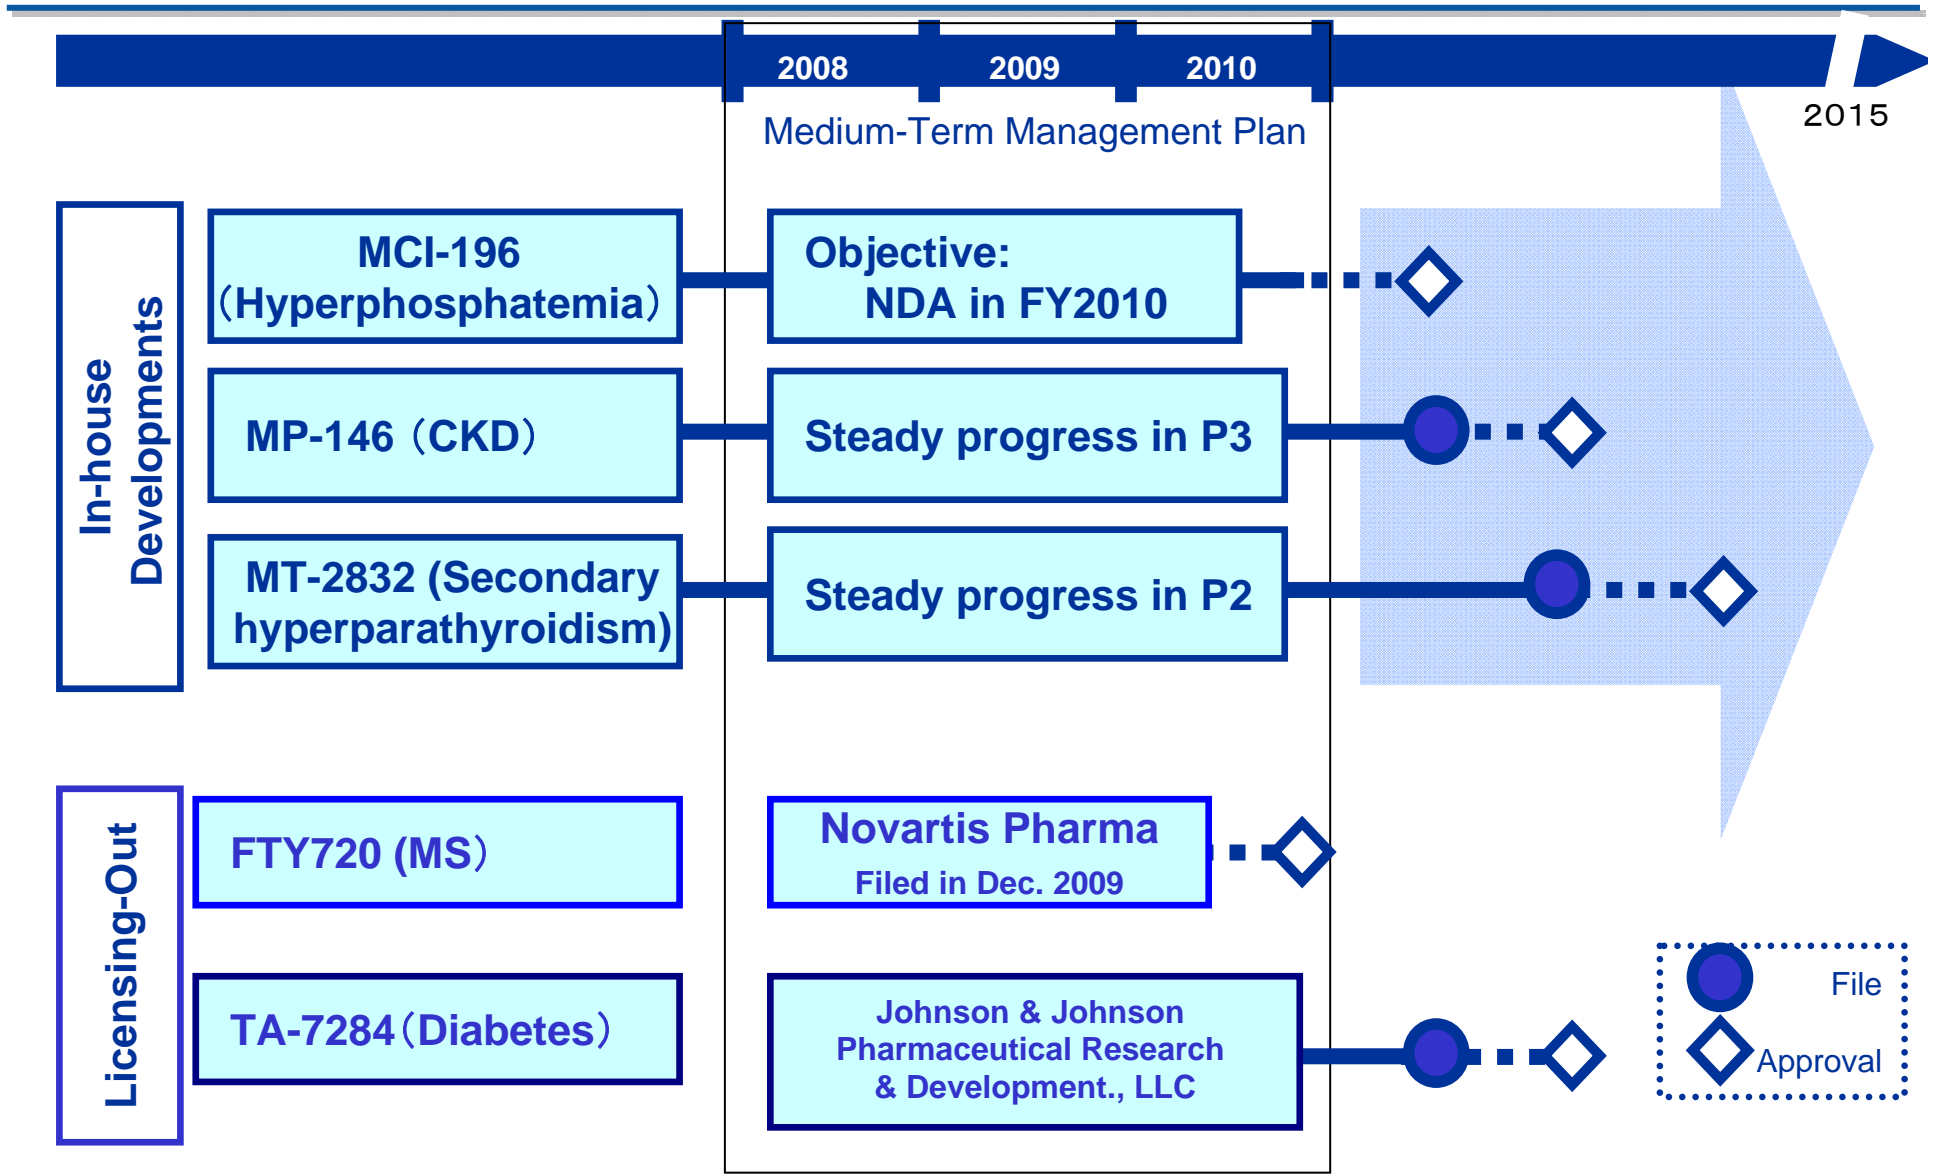 2008 2009 2010
2015
Medium-Term Management Plan
In-house
Developments
MCI-196
（Hyperphosphatemia）
Objective:
NDA in FY2010
MP-146（CKD）
Steady progress in P3
MT-2832 (Secondary
hyperparathyroidism)
Steady progress in P2
Licensing-Out
FTY720 (MS）
Novartis Pharma
Filed in Dec. 2009
TA-7284（Diabetes）
Johnson & Johnson
Pharmaceutical Research
& Development., LLC
File
Approval